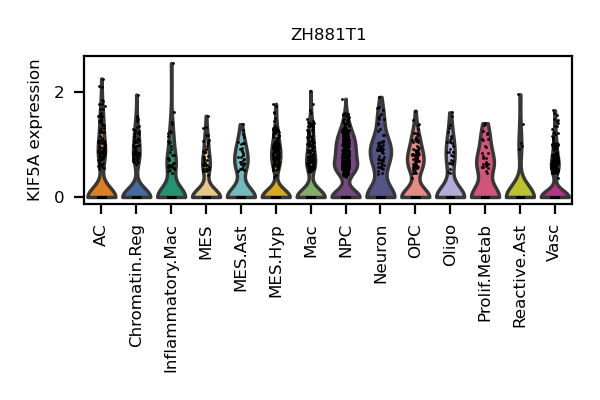 ZH881T1
KIF5A expression
2
0
AC
Chromatin.Reg
Inflammatory.Mac
MES
MES.Ast
MES.Hyp
Mac
NPC
Neuron
OPC
Oligo
Prolif.Metab
Reactive.Ast
Vasc